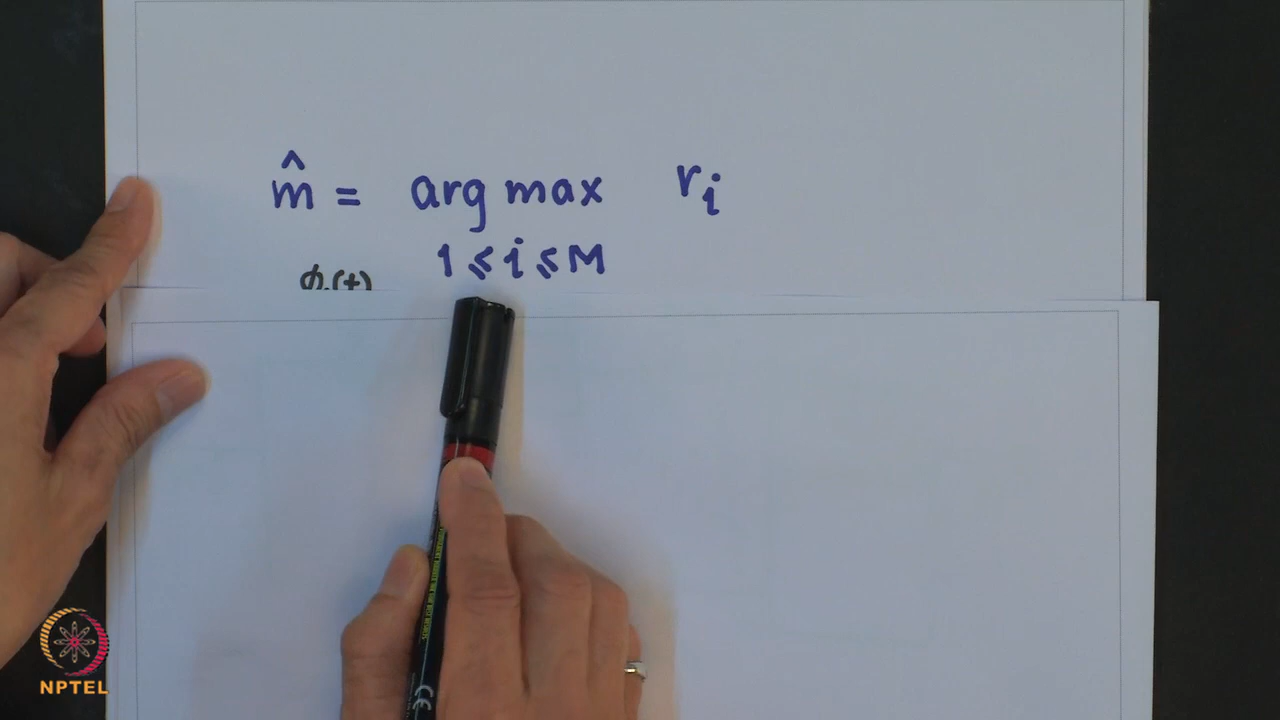 m̂ = arg max r_i
1 ≤ i ≤ M
NPTEL